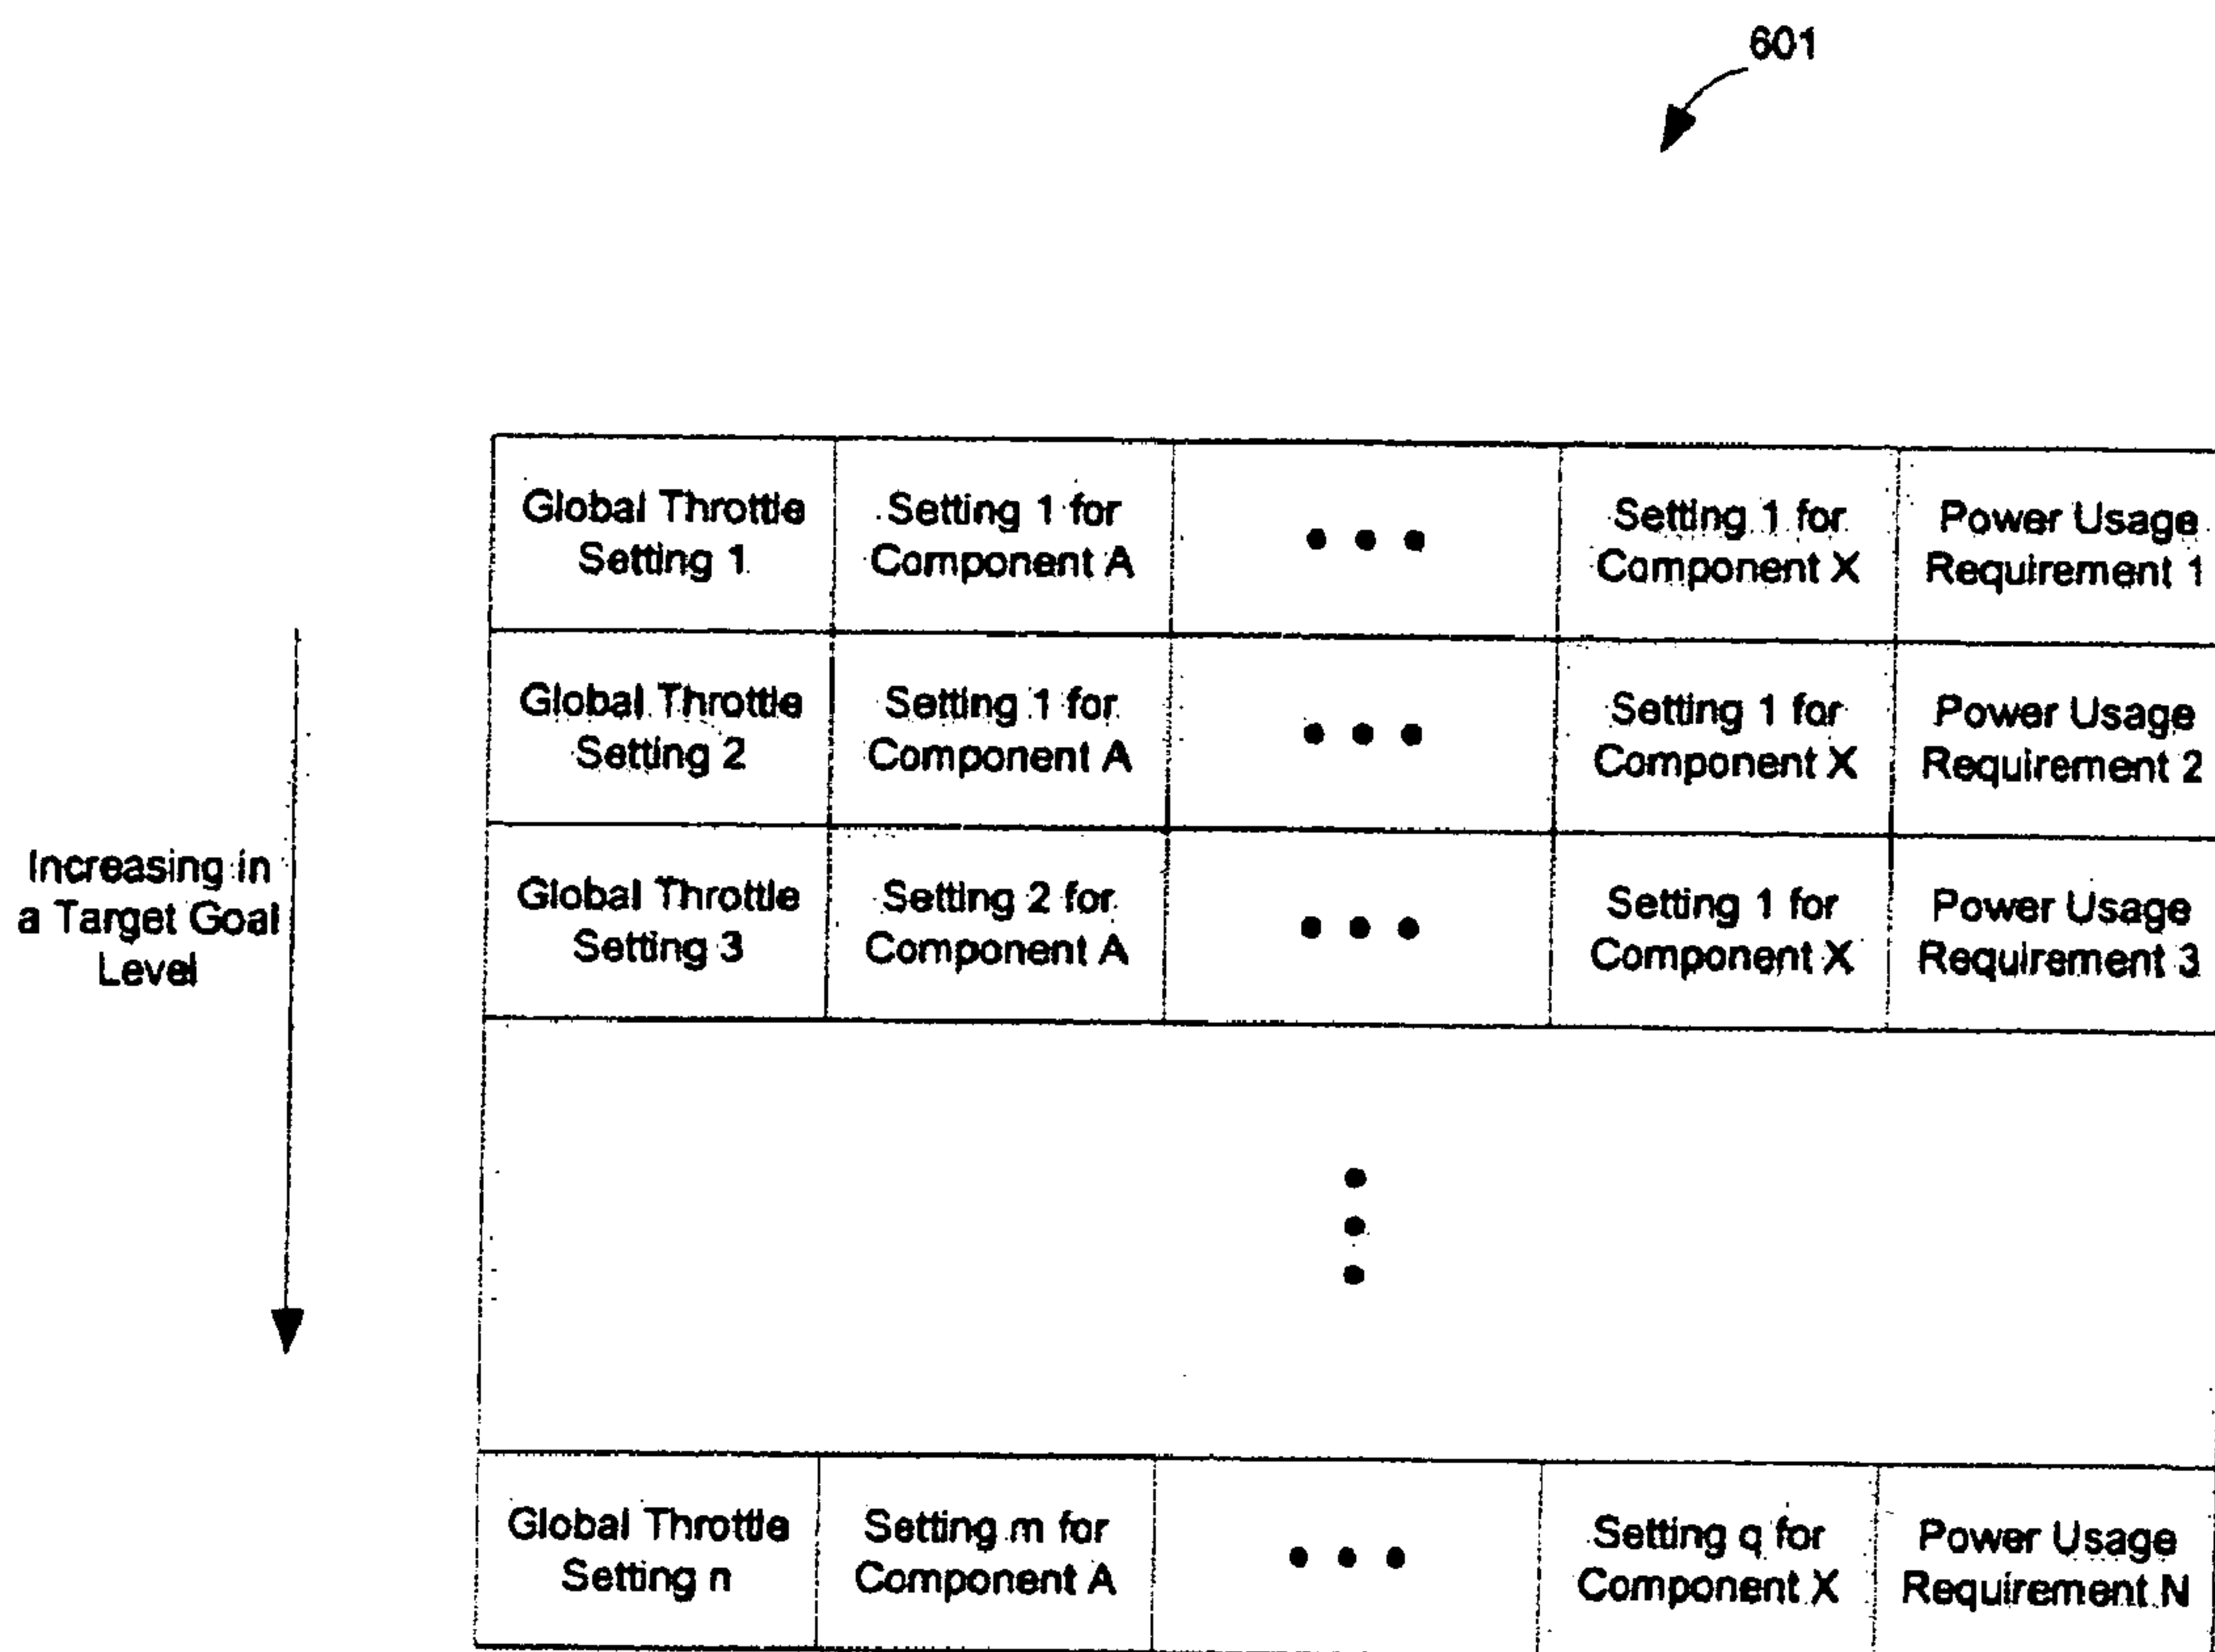 601
Global Throttle
Setting 1
Setting 1 for
Component A
• • •
Setting 1 for
Component X
Power Usage
Requirement 1
Global Throttle
Setting 2
Setting 1 for
Component A
• • •
Setting 1 for
Component X
Power Usage
Requirement 2
Increasing in
a Target Goal
Level
Global Throttle
Setting 3
Setting 2 for
Component A
• • •
Setting 1 for
Component X
Power Usage
Requirement 3
Global Throttle
Setting n
Setting m for
Component A
• • •
Setting q for
Component X
Power Usage
Requirement N